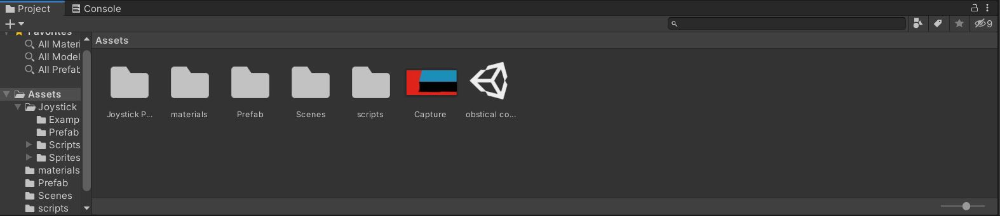 Project
Console
9
Favorites
All Materi
All Model
All Prefab
Assets
Joystick
Examp
Prefab
Scripts
Sprites
materials
Prefab
Scenes
scripts
Assets
Joystick P...
materials
Prefab
Scenes
scripts
Capture
obstical co...